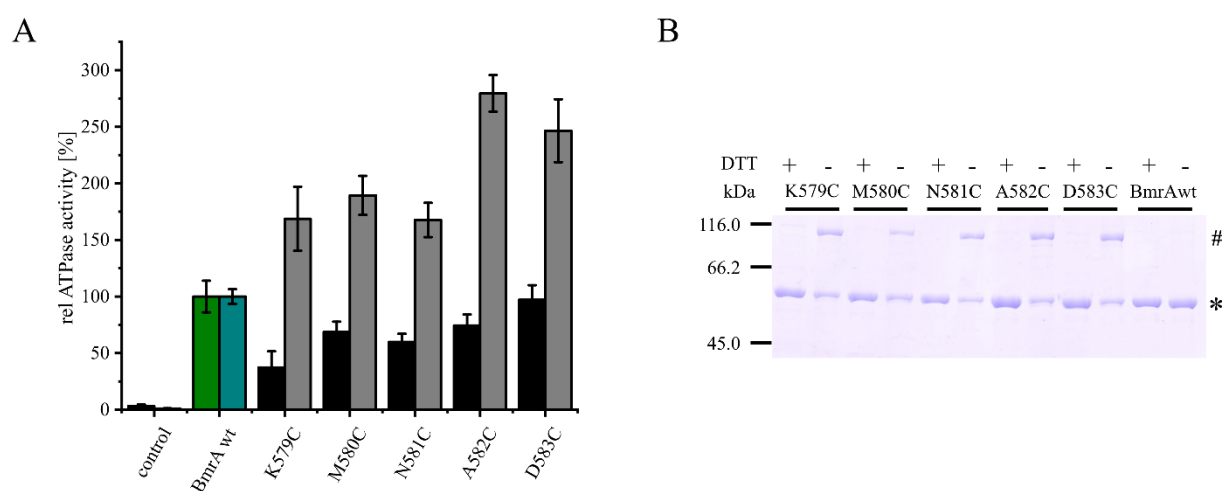 A
rel ATPase activity [%]
300
250
200
150
100
50
0
control
BmrA wt
K579C
M580C
N581C
A582C
D583C
B
DTT + - + - + - + - + - + -
kDa K579C M580C N581C A582C D583C BmrAwt
116.0 #
66.2
*
45.0